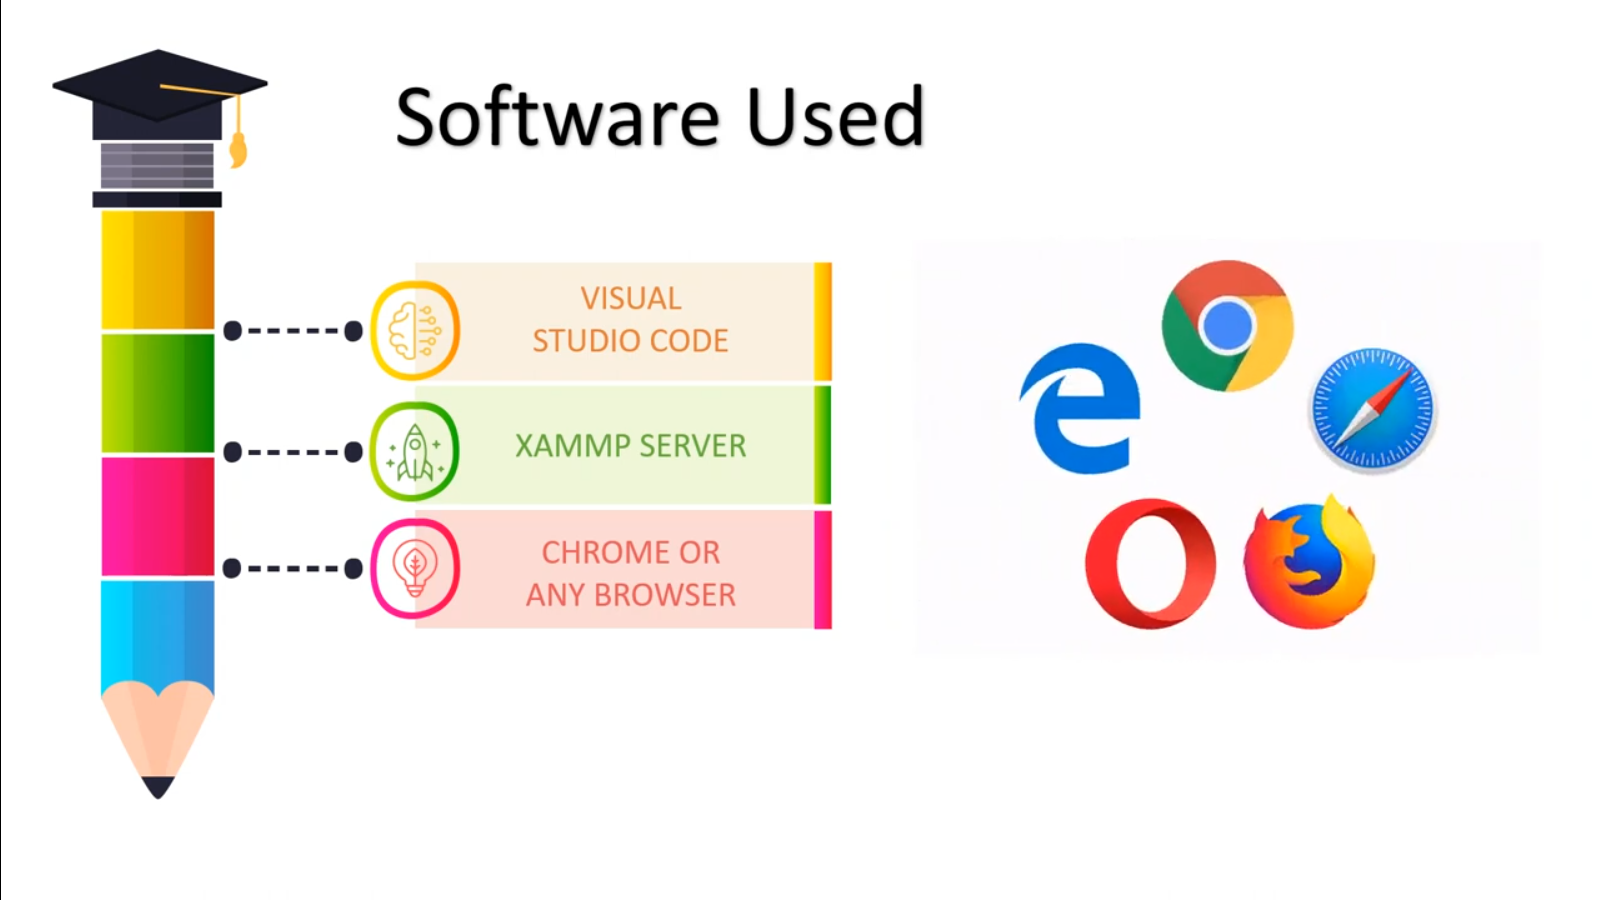 Software Used
VISUAL
STUDIO CODE
XAMMP SERVER
CHROME OR
ANY BROWSER